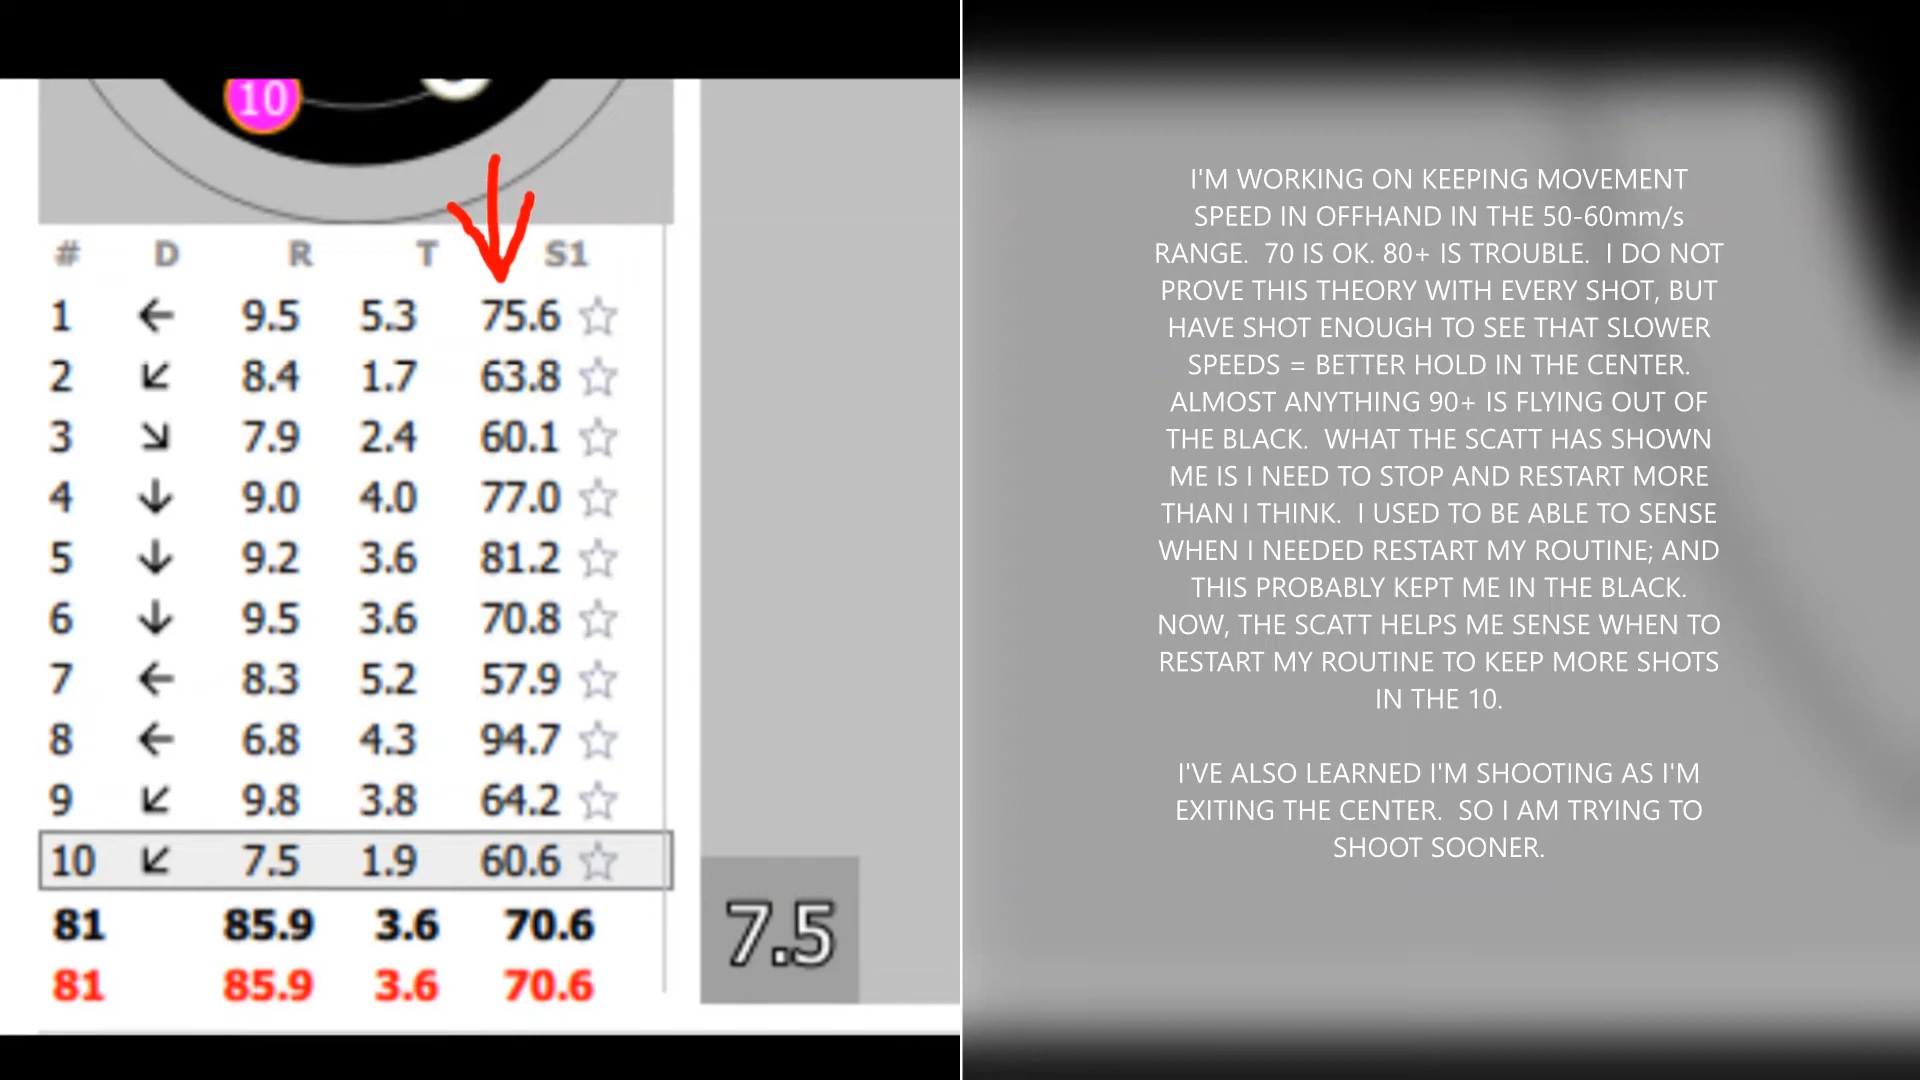 10
# D R T S1
1 ← 9.5 5.3 75.6 ☆
2 ↙ 8.4 1.7 63.8 ☆
3 ↘ 7.9 2.4 60.1 ☆
4 ↓ 9.0 4.0 77.0 ☆
5 ↓ 9.2 3.6 81.2 ☆
6 ↓ 9.5 3.6 70.8 ☆
7 ← 8.3 5.2 57.9 ☆
8 ← 6.8 4.3 94.7 ☆
9 ↙ 9.8 3.8 64.2 ☆
10 ↙ 7.5 1.9 60.6 ☆
81 85.9 3.6 70.6
81 85.9 3.6 70.6
7.5
I'M WORKING ON KEEPING MOVEMENT
SPEED IN OFFHAND IN THE 50-60mm/s
RANGE. 70 IS OK. 80+ IS TROUBLE. I DO NOT
PROVE THIS THEORY WITH EVERY SHOT, BUT
HAVE SHOT ENOUGH TO SEE THAT SLOWER
SPEEDS = BETTER HOLD IN THE CENTER.
ALMOST ANYTHING 90+ IS FLYING OUT OF
THE BLACK. WHAT THE SCATT HAS SHOWN
ME IS I NEED TO STOP AND RESTART MORE
THAN I THINK. I USED TO BE ABLE TO SENSE
WHEN I NEEDED RESTART MY ROUTINE; AND
THIS PROBABLY KEPT ME IN THE BLACK.
NOW, THE SCATT HELPS ME SENSE WHEN TO
RESTART MY ROUTINE TO KEEP MORE SHOTS
IN THE 10.
I'VE ALSO LEARNED I'M SHOOTING AS I'M
EXITING THE CENTER. SO I AM TRYING TO
SHOOT SOONER.